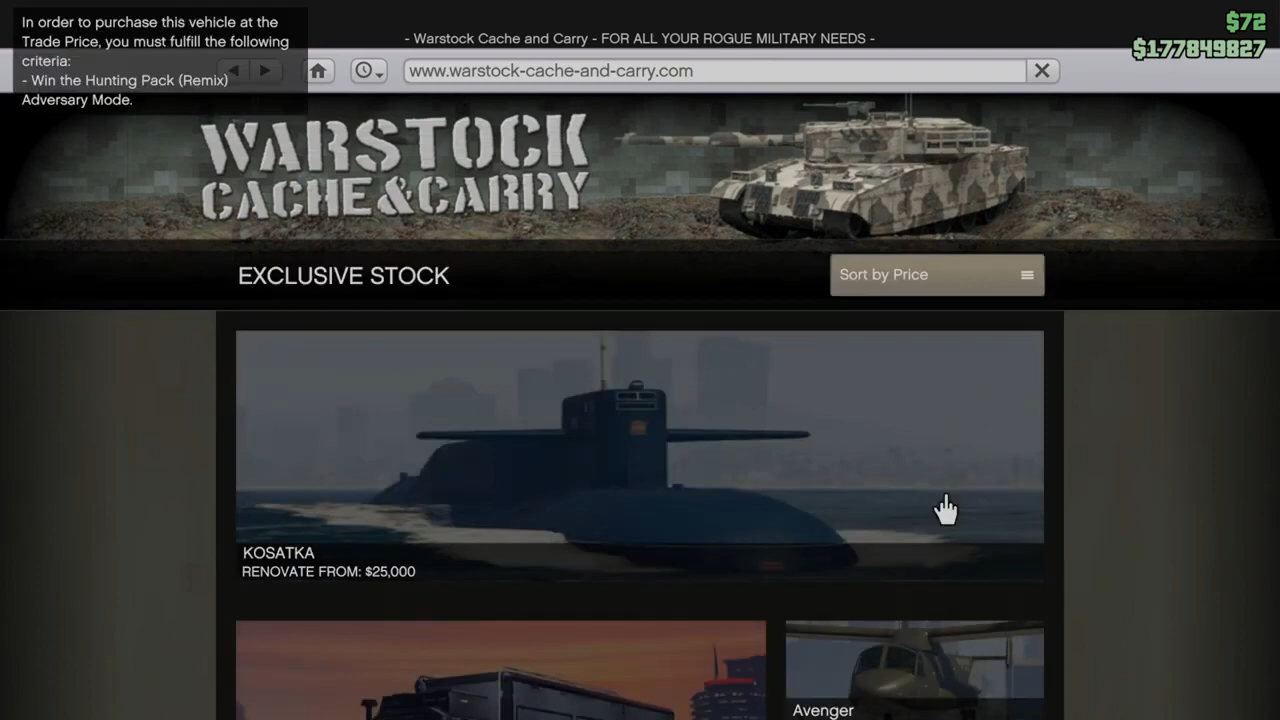 In order to purchase this vehicle at the
Trade Price, you must fulfill the following
criteria:
- Win the Hunting Pack (Remix)
Adversary Mode.
$72
$177849827
- Warstock Cache and Carry - FOR ALL YOUR ROGUE MILITARY NEEDS -
www.warstock-cache-and-carry.com
WARSTOCK
CACHE&CARRY
EXCLUSIVE STOCK
Sort by Price
KOSATKA
RENOVATE FROM: $25,000
Avenger